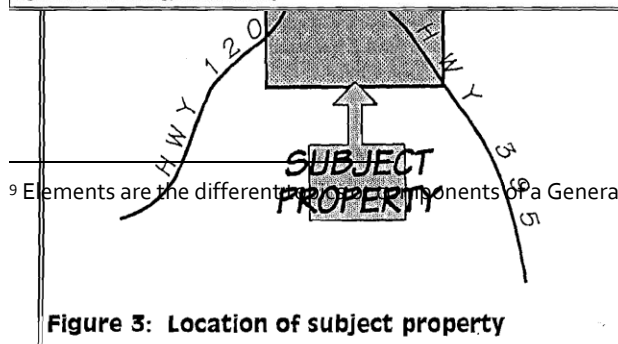 HWY 120
HWY 395
SUBJECT
PROPERTY
⁹ Elements are the different components of a Genera
Figure 3: Location of subject property